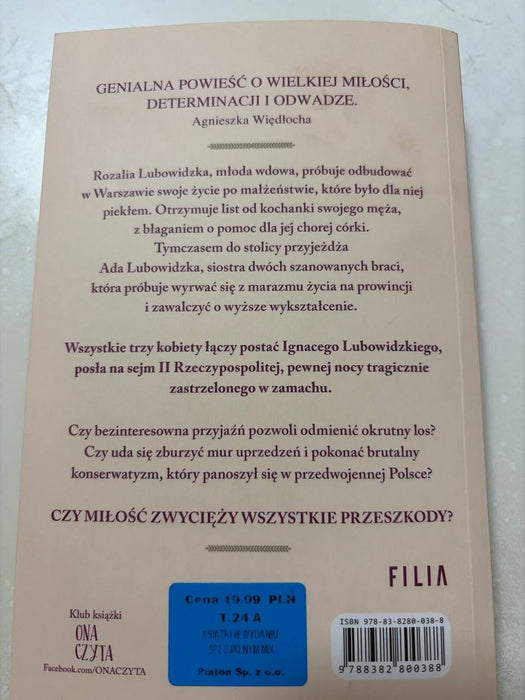 GENIALNA POWIEŚĆ O WIELKIEJ MIŁOŚCI,
DETERMINACJI I ODWADZE.
Agnieszka Więdłocha
Rozalia Lubowidzka, młoda wdowa, próbuje odbudować
w Warszawie swoje życie po małżeństwie, które było dla niej
piekłem. Otrzymuje list od kochanki swojego męża,
z błaganiem o pomoc dla jej chorej córki.
Tymczasem do stolicy przyjeżdża
Ada Lubowidzka, siostra dwóch szanowanych braci,
która próbuje wyrwać się z marazmu życia na prowincji
i zawalczyć o wyższe wykształcenie.
Wszystkie trzy kobiety łączy postać Ignacego Lubowidzkiego,
posła na sejm II Rzeczypospolitej, pewnej nocy tragicznie
zastrzelonego w zamachu.
Czy bezinteresowna przyjaźń pozwoli odmienić okrutny los?
Czy uda się zburzyć mur uprzedzeń i pokonać brutalny
konserwatyzm, który panoszył się w przedwojennej Polsce?
CZY MIŁOŚĆ ZWYCIĘŻY WSZYSTKIE PRZESZKODY?
FILIA
Klub książki
ONA
CZYTA
Facebook.com/ONACZYTA
Cena 19.99 PLN
T.24 A
KSIĄŻKI W WYDANIU
SPECJALNYM MIX
Platon Sp. z o.o.
ISBN 978-83-8280-038-8
9 788382 800388